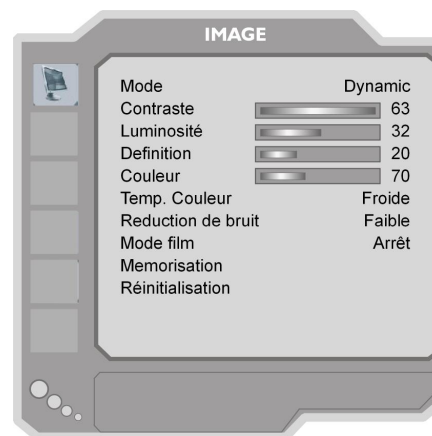 IMAGE
Mode Dynamic
Contraste 63
Luminosité 32
Definition 20
Couleur 70
Temp. Couleur Froide
Reduction de bruit Faible
Mode film Arrêt
Memorisation
Réinitialisation